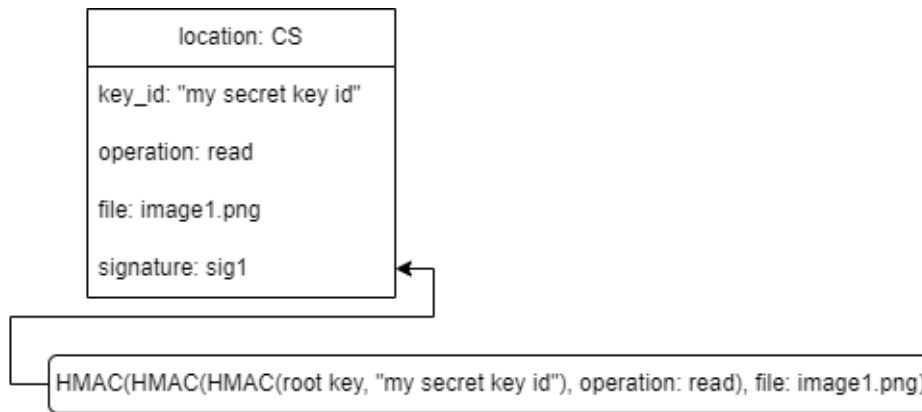 location: CS
key_id: "my secret key id"
operation: read
file: image1.png
signature: sig1
HMAC(HMAC(HMAC(root key, "my secret key id"), operation: read), file: image1.png)